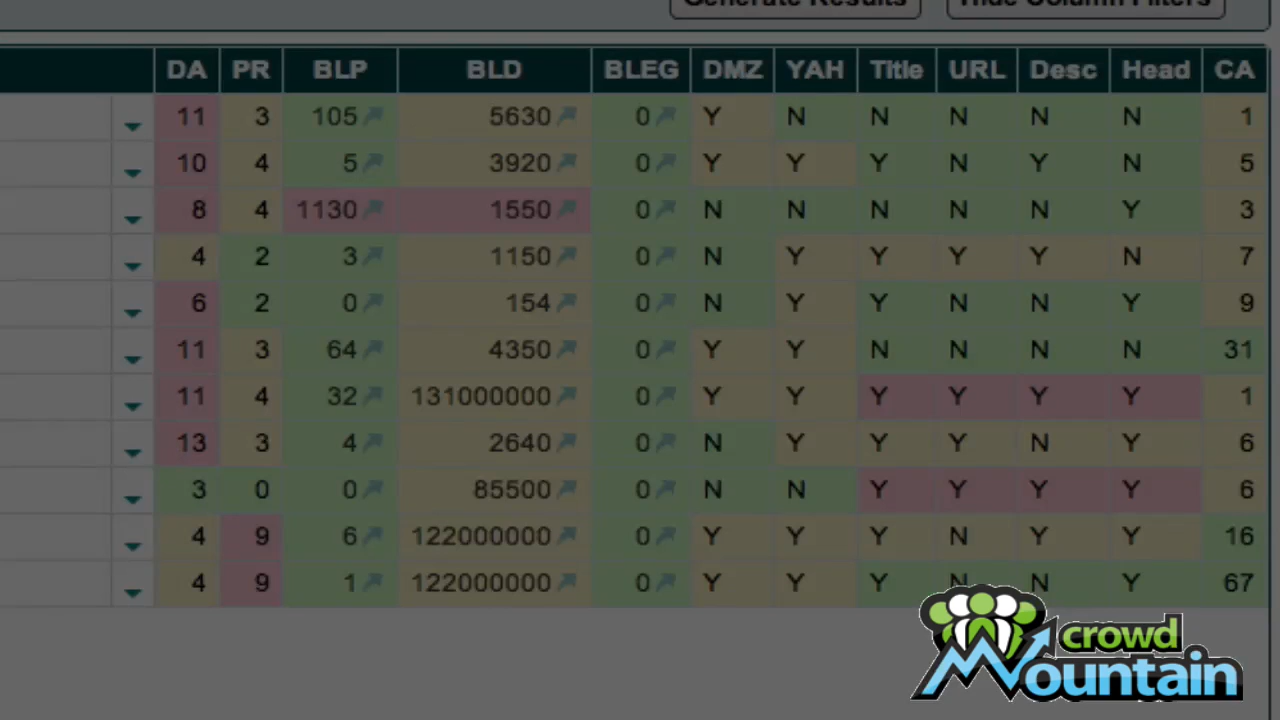 Generate Results Hide Column Filters
DA PR BLP BLD BLEG DMZ YAH Title URL Desc Head CA
11 3 105 5630 0 Y N N N N N 1
10 4 5 3920 0 Y Y Y N Y N 5
8 4 1130 1550 0 N N N N N Y 3
4 2 3 1150 0 N Y Y Y Y N 7
6 2 0 154 0 N Y Y N N Y 9
11 3 64 4350 0 Y Y N N N N 31
11 4 32 131000000 0 Y Y Y Y Y Y 1
13 3 4 2640 0 N Y Y Y N Y 6
3 0 0 85500 0 N N Y Y Y Y 6
4 9 6 122000000 0 Y Y Y N Y Y 16
4 9 1 122000000 0 Y Y Y N N Y 67
crowd
Mountain